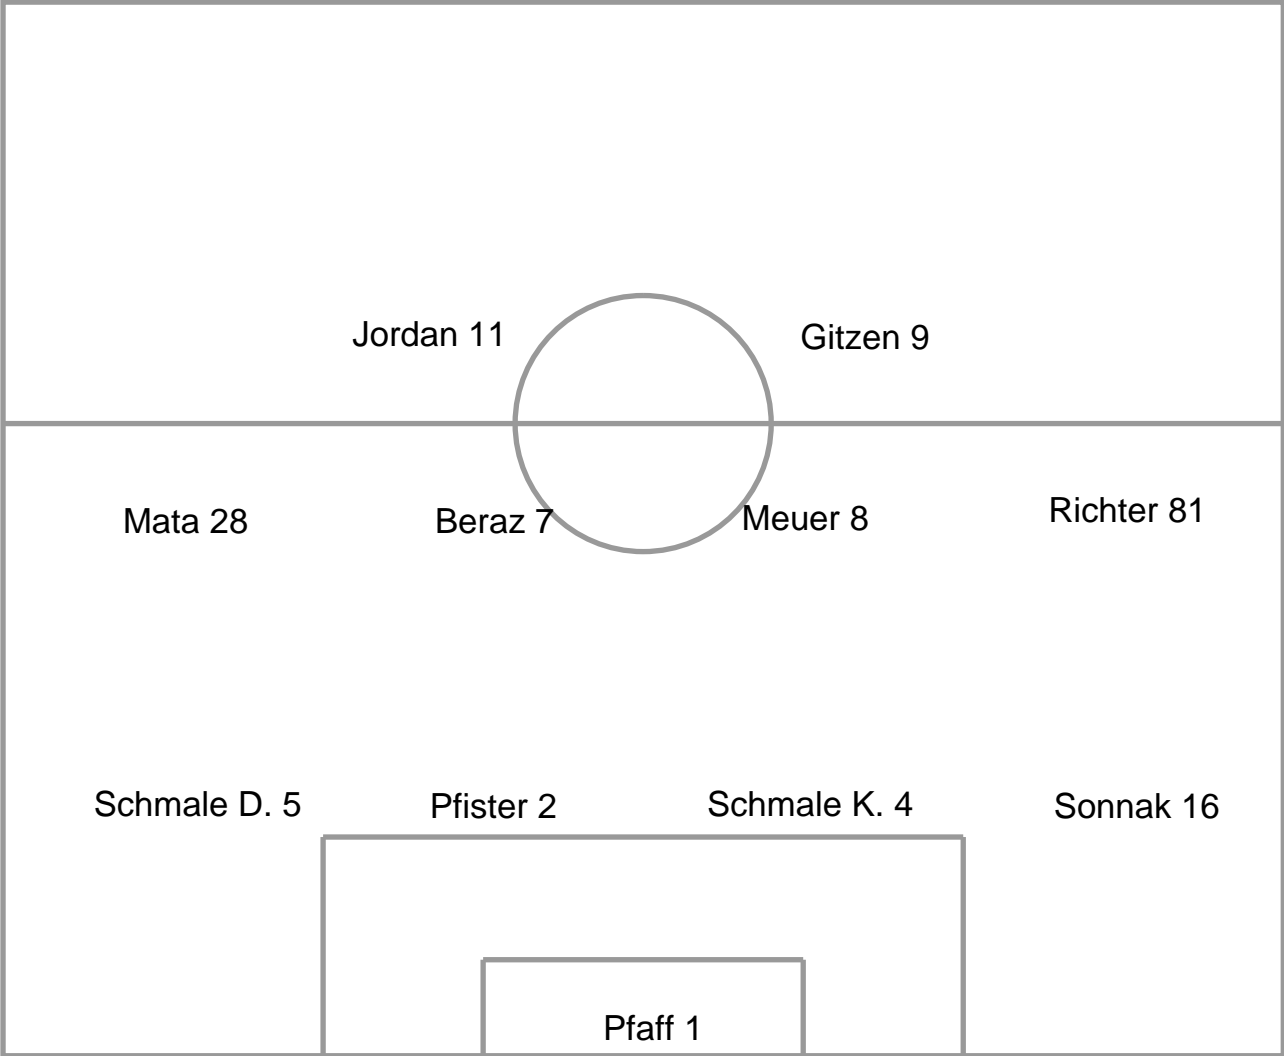 Jordan 11
Gitzen 9
Mata 28
Beraz 7
Meuer 8
Richter 81
Schmale D. 5
Pfister 2
Schmale K. 4
Sonnak 16
Pfaff 1